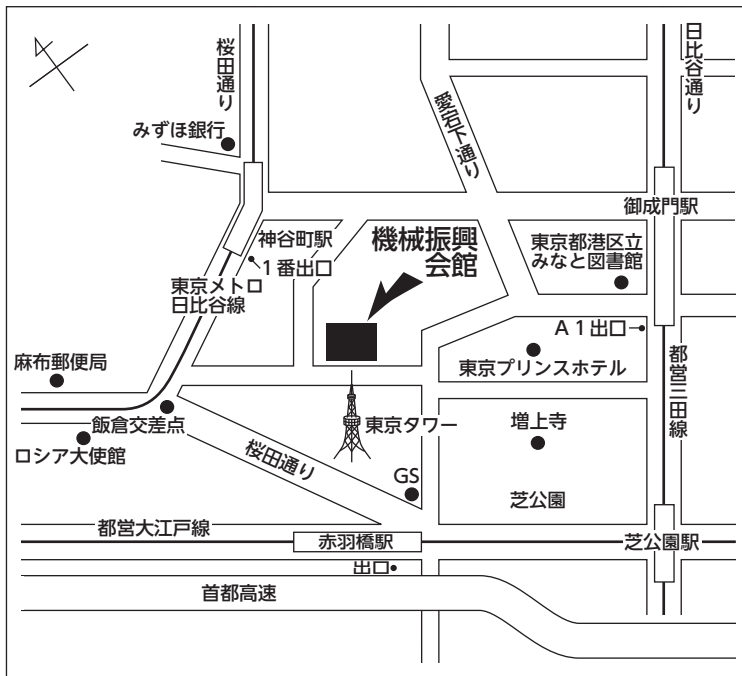 桜田通り
日比谷通り
愛宕下通り
みずほ銀行
御成門駅
神谷町駅
1番出口
機械振興
会館
東京都港区立
みなと図書館
東京メトロ
日比谷線
A1出口
都営三田線
麻布郵便局
東京プリンスホテル
飯倉交差点
東京タワー
増上寺
ロシア大使館
桜田通り
GS
芝公園
都営大江戸線
赤羽橋駅
芝公園駅
出口
首都高速